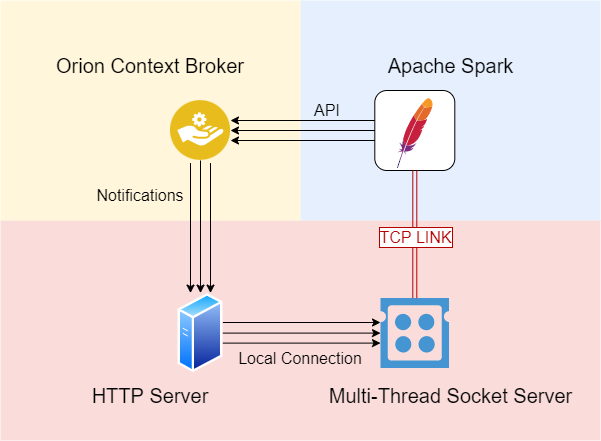 Orion Context Broker
Apache Spark
API
Notifications
TCP LINK
Local Connection
HTTP Server
Multi-Thread Socket Server